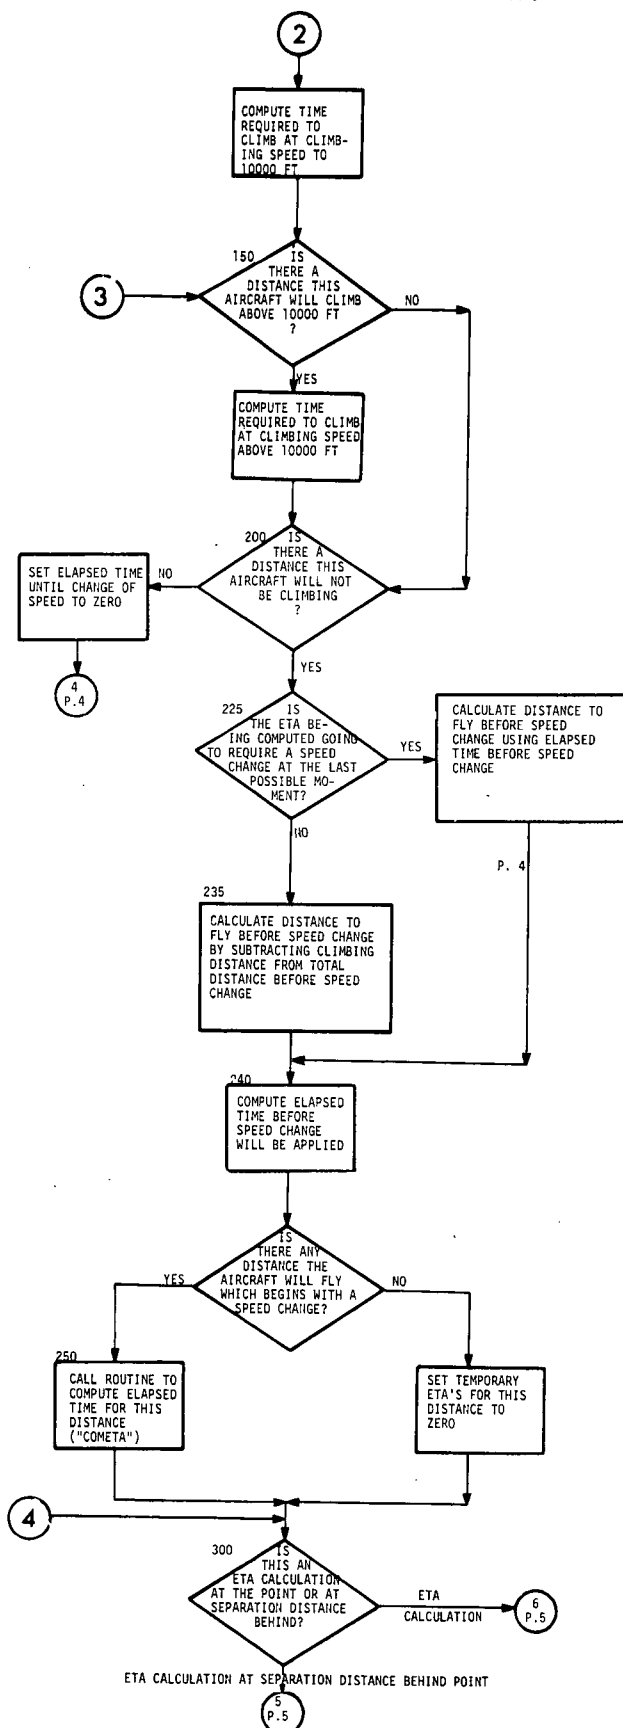 2
COMPUTE TIME
REQUIRED TO
CLIMB AT CLIMB-
ING SPEED TO
10000 FT
150 IS
THERE A
DISTANCE THIS
AIRCRAFT WILL CLIMB
ABOVE 10000 FT
?
3
NO
YES
COMPUTE TIME
REQUIRED TO CLIMB
AT CLIMBING SPEED
ABOVE 10000 FT
200 IS
THERE A
DISTANCE THIS
AIRCRAFT WILL NOT
BE CLIMBING
?
NO
SET ELAPSED TIME
UNTIL CHANGE OF
SPEED TO ZERO
4
P.4
YES
225 IS
THE ETA BE-
ING COMPUTED GOING
TO REQUIRE A SPEED
CHANGE AT THE LAST
POSSIBLE MO-
MENT?
YES
CALCULATE DISTANCE TO
FLY BEFORE SPEED
CHANGE USING ELAPSED
TIME BEFORE SPEED
CHANGE
NO
P. 4
235
CALCULATE DISTANCE TO
FLY BEFORE SPEED CHANGE
BY SUBTRACTING CLIMBING
DISTANCE FROM TOTAL
DISTANCE BEFORE SPEED
CHANGE
240
COMPUTE ELAPSED
TIME BEFORE
SPEED CHANGE
WILL BE APPLIED
IS
THERE ANY
DISTANCE THE
AIRCRAFT WILL FLY
WHICH BEGINS WITH A
SPEED CHANGE?
YES
NO
250
CALL ROUTINE TO
COMPUTE ELAPSED
TIME FOR THIS
DISTANCE
("COMETA")
SET TEMPORARY
ETA'S FOR THIS
DISTANCE TO
ZERO
4
300 IS
THIS AN
ETA CALCULATION
AT THE POINT OR AT
SEPARATION DISTANCE
BEHIND?
ETA
CALCULATION
6
P.5
ETA CALCULATION AT SEPARATION DISTANCE BEHIND POINT
5
P.5